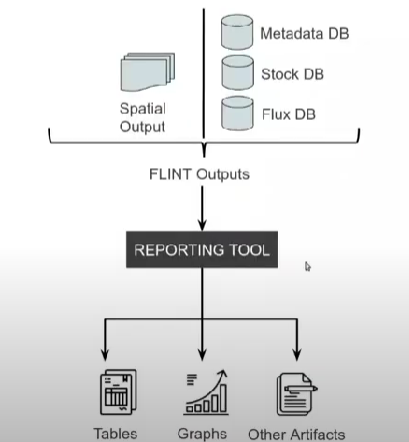 Metadata DB
Stock DB
Flux DB
Spatial
Output
FLINT Outputs
REPORTING TOOL
Tables
Graphs
Other Artifacts